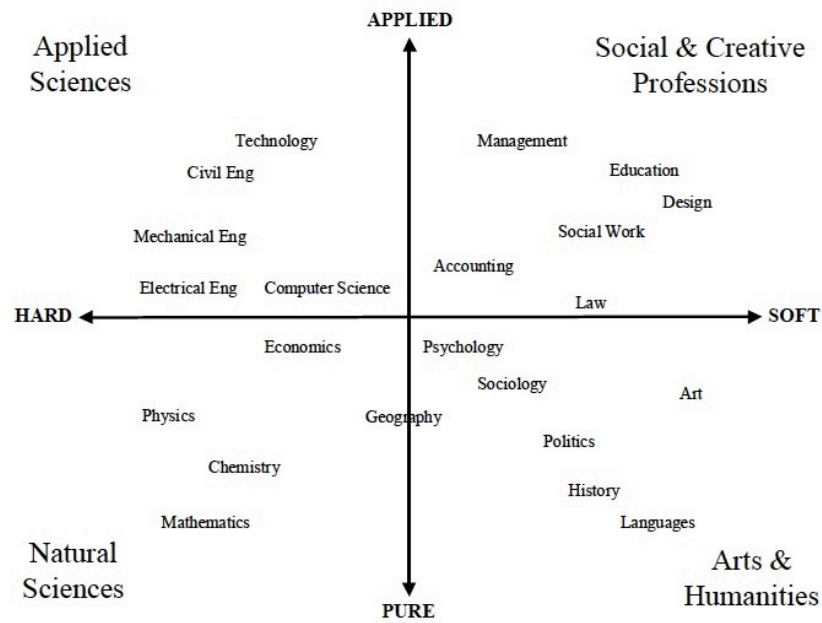 APPLIED
Applied
Sciences
Social & Creative
Professions
Technology
Management
Civil Eng
Education
Design
Mechanical Eng
Social Work
Accounting
Electrical Eng
Computer Science
Law
HARD
SOFT
Economics
Psychology
Sociology
Art
Physics
Geography
Politics
Chemistry
History
Mathematics
Languages
Natural
Sciences
Arts &
Humanities
PURE